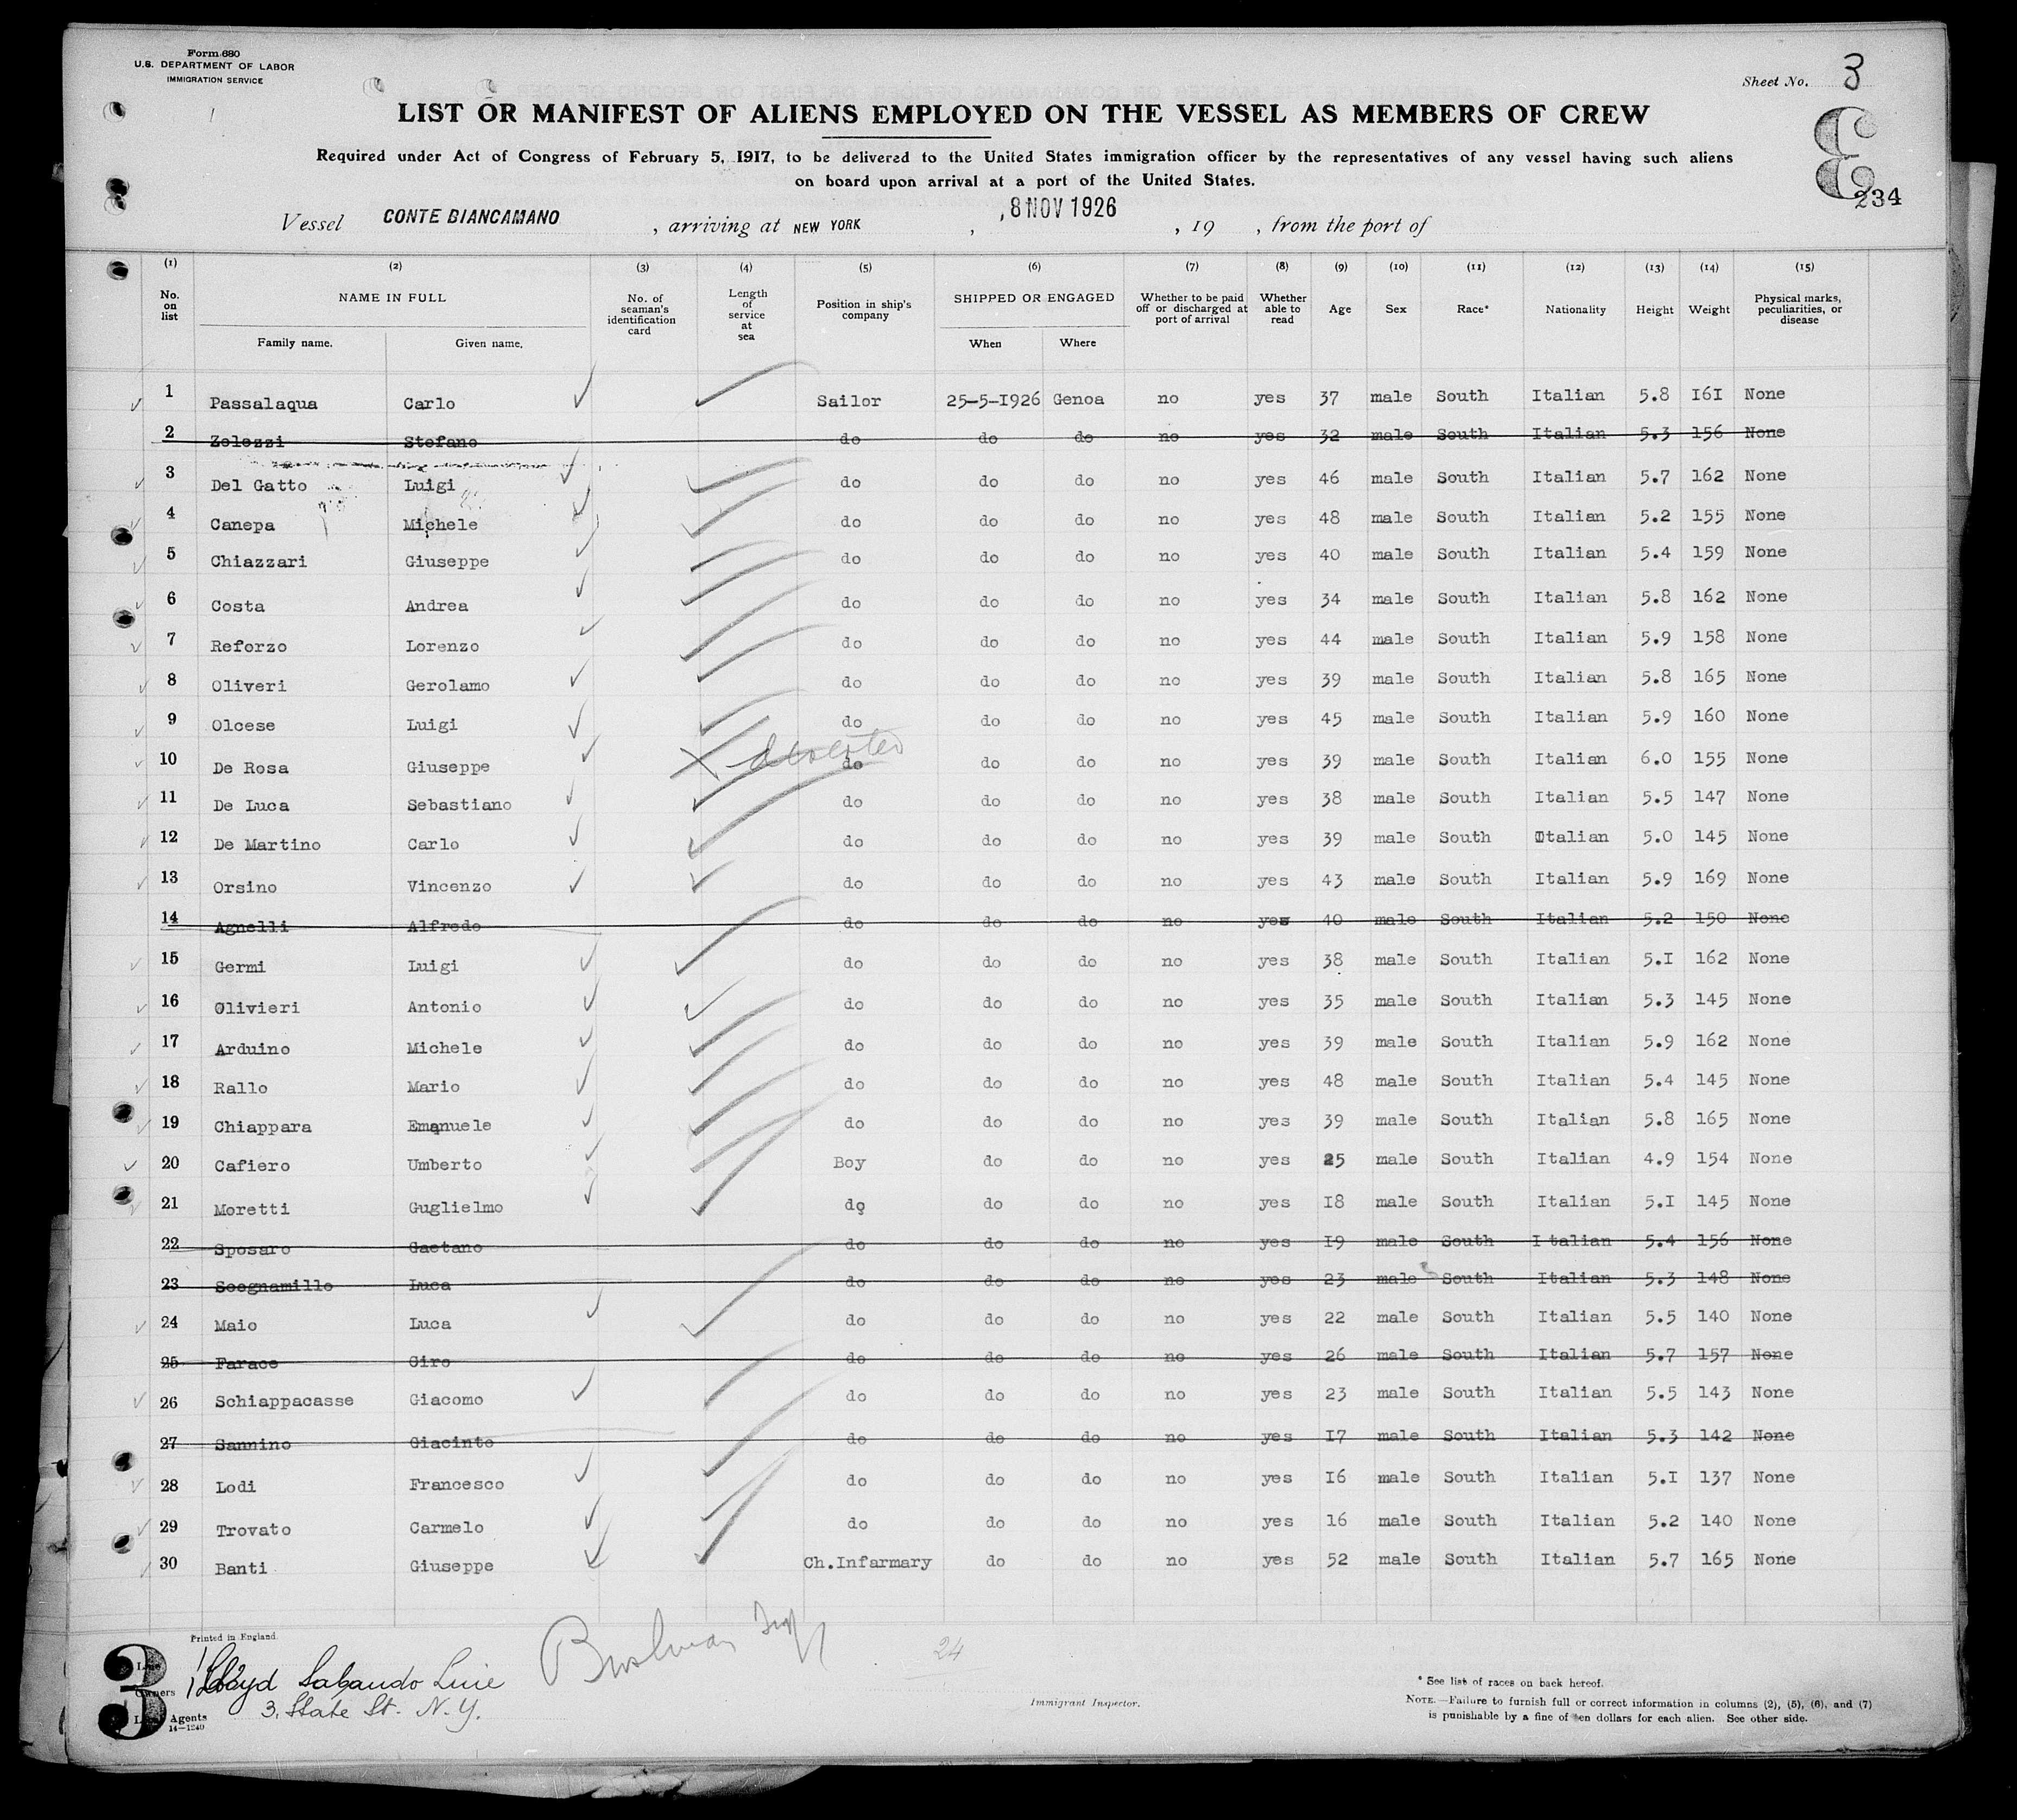 Form 680
U.S. DEPARTMENT OF LABOR
IMMIGRATION SERVICE
Sheet No. 3
LIST OR MANIFEST OF ALIENS EMPLOYED ON THE VESSEL AS MEMBERS OF CREW
Required under Act of Congress of February 5, 1917, to be delivered to the United States immigration officer by the representatives of any vessel having such aliens
on board upon arrival at a port of the United States.
E
234
Vessel CONTE BIANCAMANO, arriving at NEW YORK, 8 NOV 1926, 19 , from the port of
(1) (2) (3) (4) (5) (6) (7) (8) (9) (10) (11) (12) (13) (14) (15)
No. on list NAME IN FULL Family name. Given name. No. of seaman's identification card Length of service at sea Position in ship's company SHIPPED OR ENGAGED When Where Whether to be paid off or discharged at port of arrival Whether able to read Age Sex Race* Nationality Height Weight Physical marks, peculiarities, or disease
1 Passalaqua Carlo Sailor 25-5-1926 Genoa no yes 37 male South Italian 5.8 161 None
2 Zolezzi Stefano do do do no yes 32 male South Italian 5.3 156 None
3 Del Gatto Luigi do do do no yes 46 male South Italian 5.7 162 None
4 Canepa Michele do do do no yes 48 male South Italian 5.2 155 None
5 Chiazzari Giuseppe do do do no yes 40 male South Italian 5.4 159 None
6 Costa Andrea do do do no yes 34 male South Italian 5.8 162 None
7 Reforzo Lorenzo do do do no yes 44 male South Italian 5.9 158 None
8 Oliveri Gerolamo do do do no yes 39 male South Italian 5.8 165 None
9 Olcese Luigi do do do no yes 45 male South Italian 5.9 160 None
10 De Rosa Giuseppe deserted do do do no yes 39 male South Italian 6.0 155 None
11 De Luca Sebastiano do do do no yes 38 male South Italian 5.5 147 None
12 De Martino Carlo do do do no yes 39 male South Italian 5.0 145 None
13 Orsino Vincenzo do do do no yes 43 male South Italian 5.9 169 None
14 Agnelli Alfredo do do do no yes 40 male South Italian 5.2 150 None
15 Germi Luigi do do do no yes 38 male South Italian 5.1 162 None
16 Olivieri Antonio do do do no yes 35 male South Italian 5.3 145 None
17 Arduino Michele do do do no yes 39 male South Italian 5.9 162 None
18 Rallo Mario do do do no yes 48 male South Italian 5.4 145 None
19 Chiappara Emanuele do do do no yes 39 male South Italian 5.8 165 None
20 Cafiero Umberto Boy do do no yes 25 male South Italian 4.9 154 None
21 Moretti Guglielmo do do do no yes 18 male South Italian 5.1 145 None
22 Sposaro Gaetano do do do no yes 19 male South Italian 5.4 156 None
23 Scognamillo Luca do do do no yes 23 male South Italian 5.3 148 None
24 Maio Luca do do do no yes 22 male South Italian 5.5 140 None
25 Farace Ciro do do do no yes 26 male South Italian 5.7 157 None
26 Schiappacasse Giacomo do do do no yes 23 male South Italian 5.5 143 None
27 Sannino Giacinto do do do no yes 17 male South Italian 5.3 142 None
28 Lodi Francesco do do do no yes 16 male South Italian 5.1 137 None
29 Trovato Carmelo do do do no yes 16 male South Italian 5.2 140 None
30 Banti Giuseppe Ch.Infarmary do do no yes 52 male South Italian 5.7 165 None
Printed in England.
3
Owners Lloyd Sabaudo Line
Agents 3, State St. N.Y.
14-1240
24
Immigrant Inspector.
* See list of races on back hereof.
NOTE.—Failure to furnish full or correct information in columns (2), (5), (6), and (7)
is punishable by a fine of ten dollars for each alien. See other side.